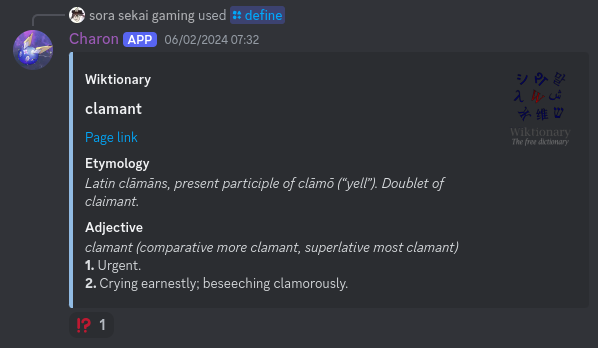 sora sekai gaming used define
Charon APP 06/02/2024 07:32
Wiktionary
clamant
Page link
Etymology
Latin clāmāns, present participle of clāmō (“yell”). Doublet of
claimant.
Adjective
clamant (comparative more clamant, superlative most clamant)
1. Urgent.
2. Crying earnestly; beseeching clamorously.
Wiktionary
The free dictionary
⁉ 1